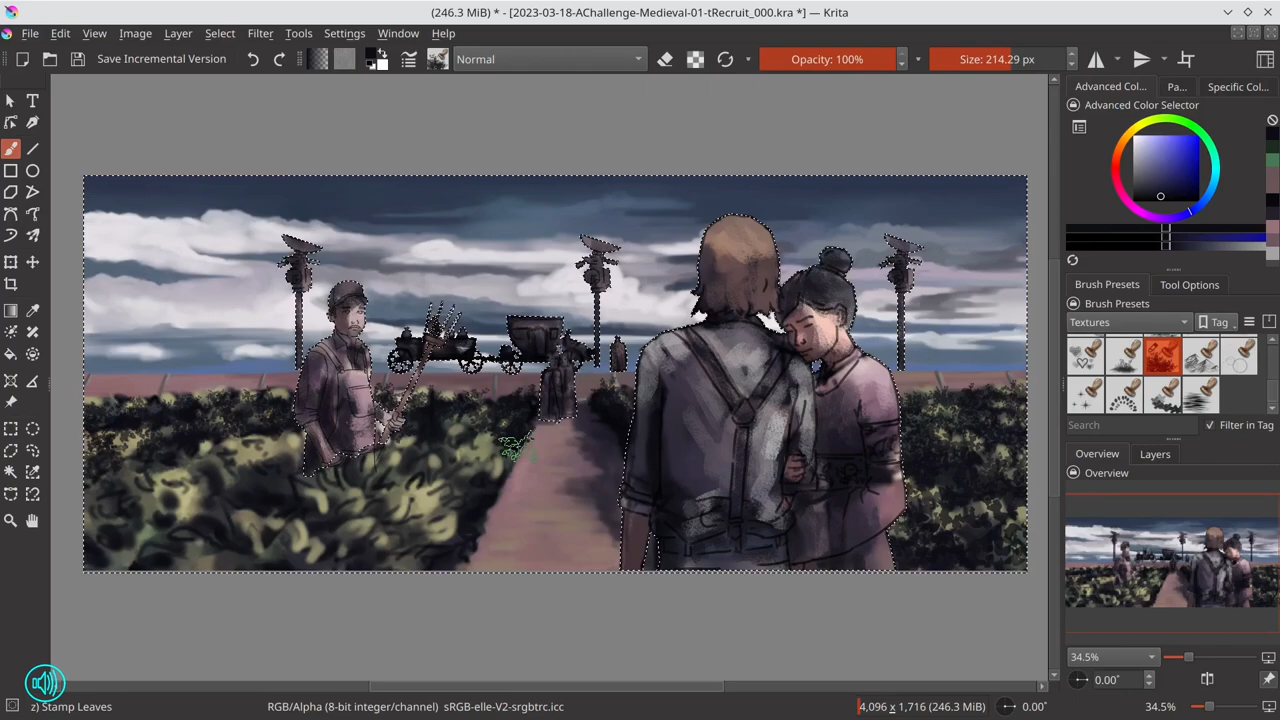 (246.3 MiB) * - [2023-03-18-AChallenge-Medieval-01-tRecruit_000.kra *] — Krita
File Edit View Image Layer Select Filter Tools Settings Window Help
Save Incremental Version
Normal
Opacity: 100%
Size: 214.29 px
Advanced Col... Pa... Specific Col...
Advanced Color Selector
Brush Presets Tool Options
Brush Presets
Textures
Tag
Search
Filter in Tag
Overview Layers
Overview
34.5%
0.00°
z) Stamp Leaves
RGB/Alpha (8-bit integer/channel) sRGB-elle-V2-srgbtrc.icc
4,096 x 1,716 (246.3 MiB)
0.00°
34.5%